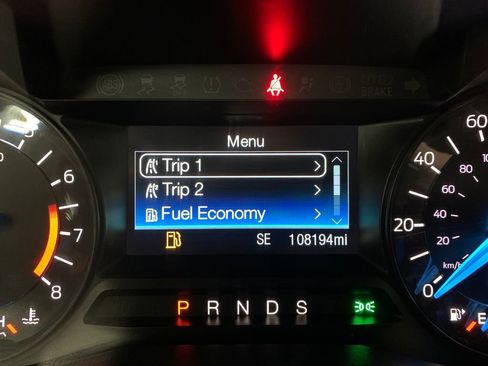 ABS
BRAKE
Menu
Trip 1
Trip 2
Fuel Economy
SE 108194mi
P R N D S
7
8
H
60
40
20
0
100
80
60
40
20
km/h
E